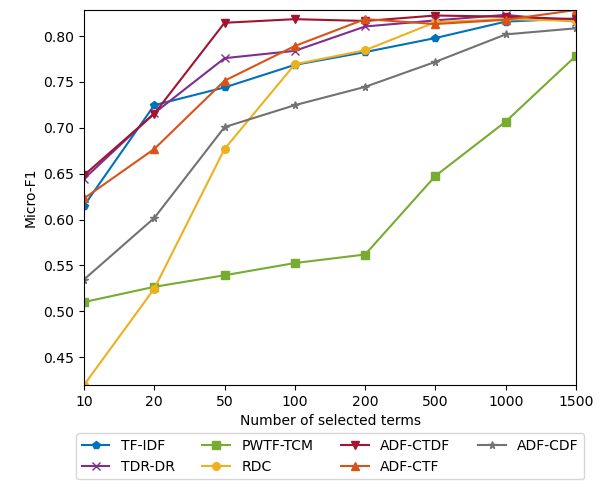 0.80
0.75
0.70
0.65
0.60
0.55
0.50
0.45
Micro-F1
10 20 50 100 200 500 1000 1500
Number of selected terms
TF-IDF PWTF-TCM ADF-CTDF ADF-CDF
TDR-DR RDC ADF-CTF